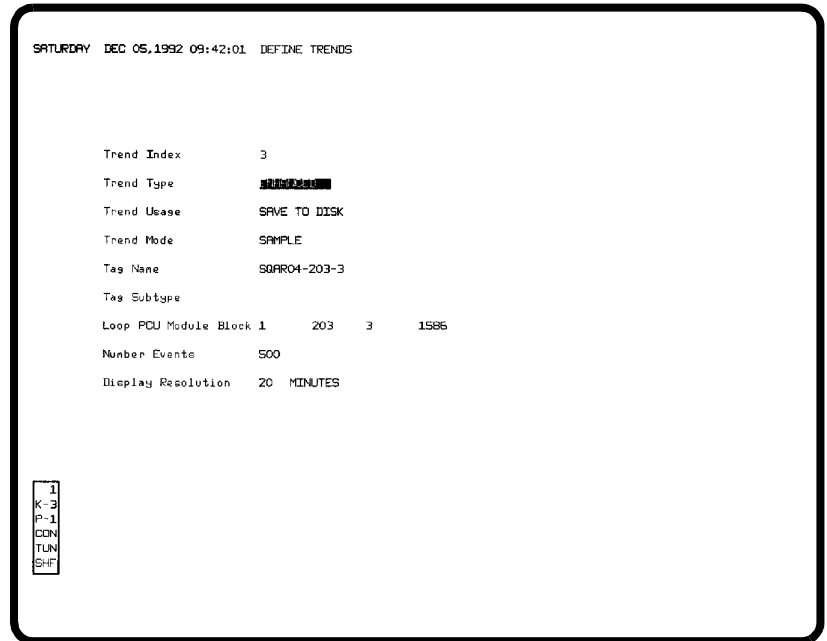 SATURDAY DEC 05,1992 09:42:01 DEFINE TRENDS
Trend Index 3
Trend Type ENHANCED
Trend Usage SAVE TO DISK
Trend Mode SAMPLE
Tag Name SQAR04-203-3
Tag Subtype
Loop PCU Module Block 1 203 3 1586
Number Events 500
Display Resolution 20 MINUTES
1
K-3
P-1
CON
TUN
SHF